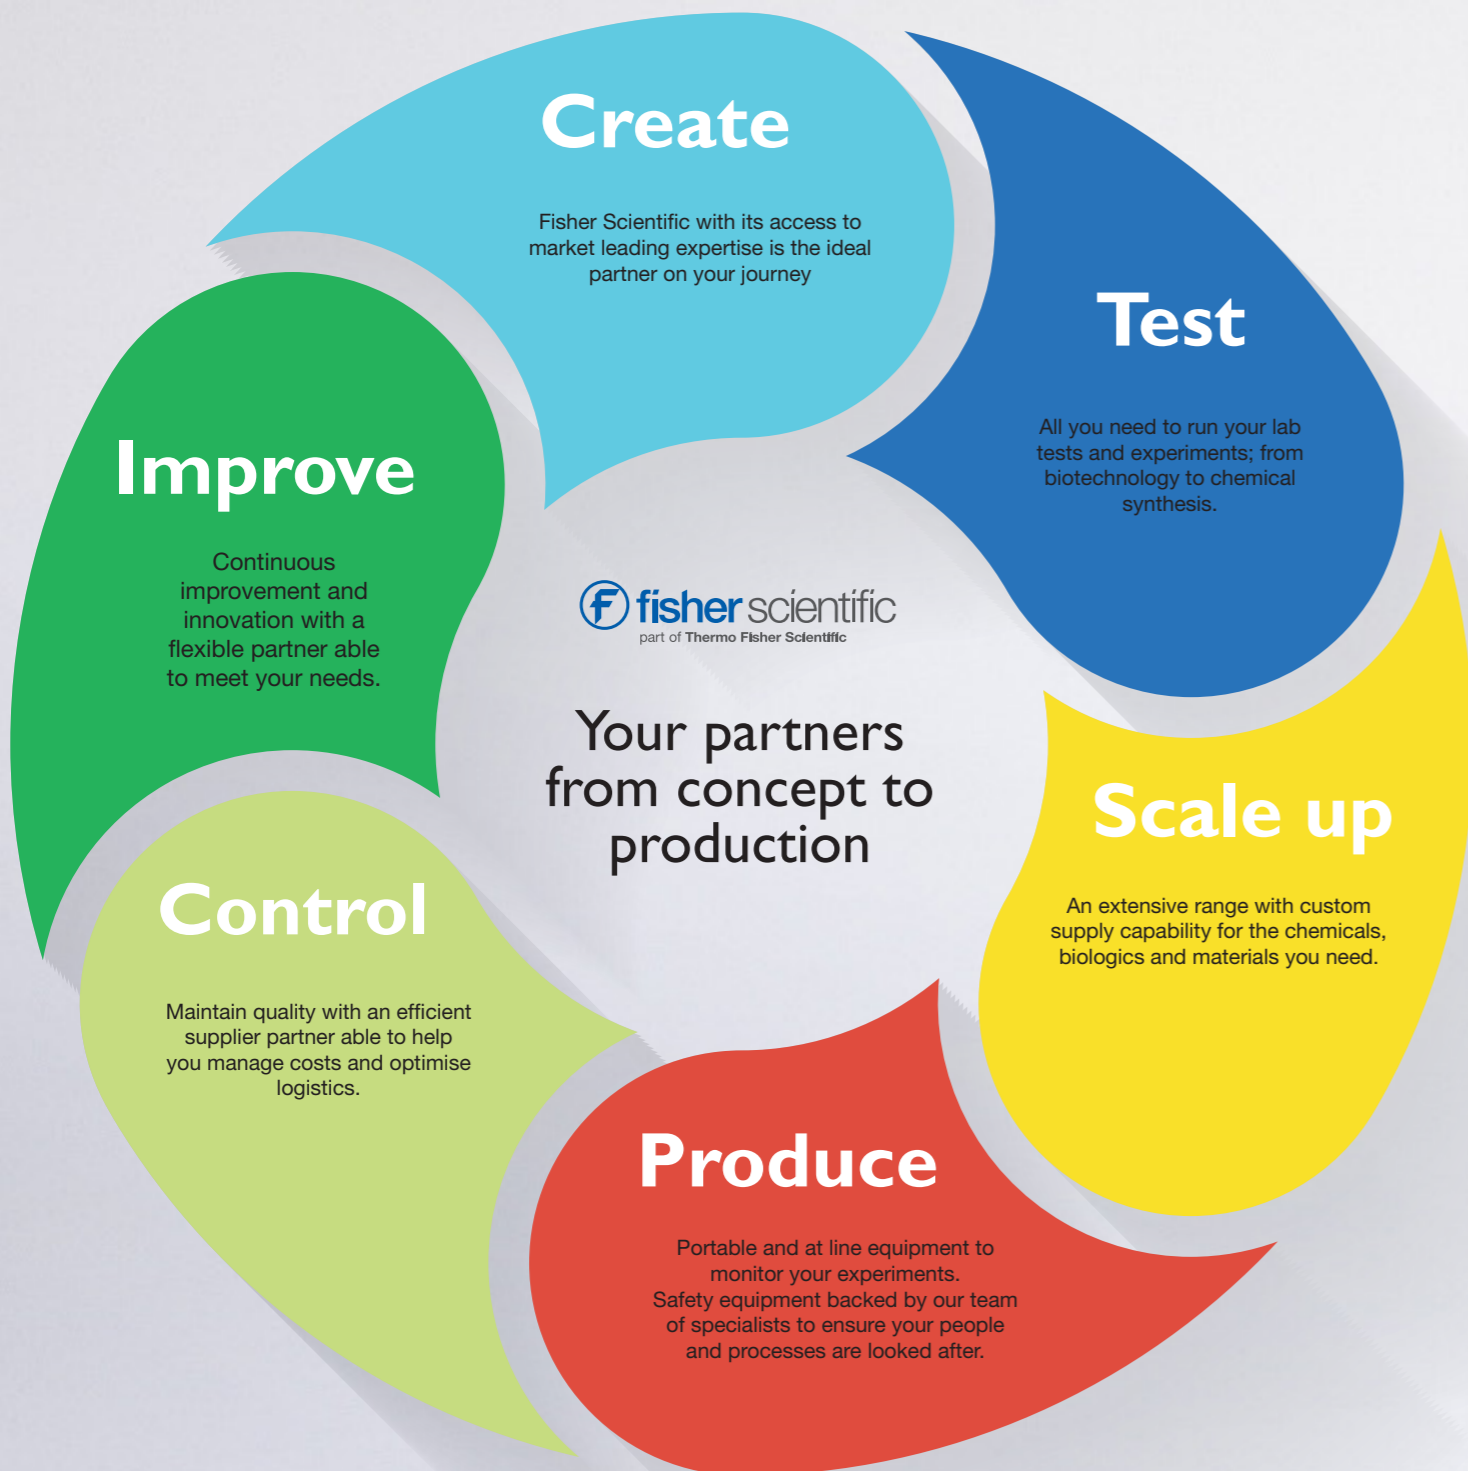 Create
Fisher Scientific with its access to
market leading expertise is the ideal
partner on your journey
Test
All you need to run your lab
tests and experiments; from
biotechnology to chemical
synthesis.
Scale up
An extensive range with custom
supply capability for the chemicals,
biologics and materials you need.
Produce
Portable and at line equipment to
monitor your experiments.
Safety equipment backed by our team
of specialists to ensure your people
and processes are looked after.
Control
Maintain quality with an efficient
supplier partner able to help
you manage costs and optimise
logistics.
Improve
Continuous
improvement and
innovation with a
flexible partner able
to meet your needs.
F fisher scientific
part of Thermo Fisher Scientific
Your partners
from concept to
production